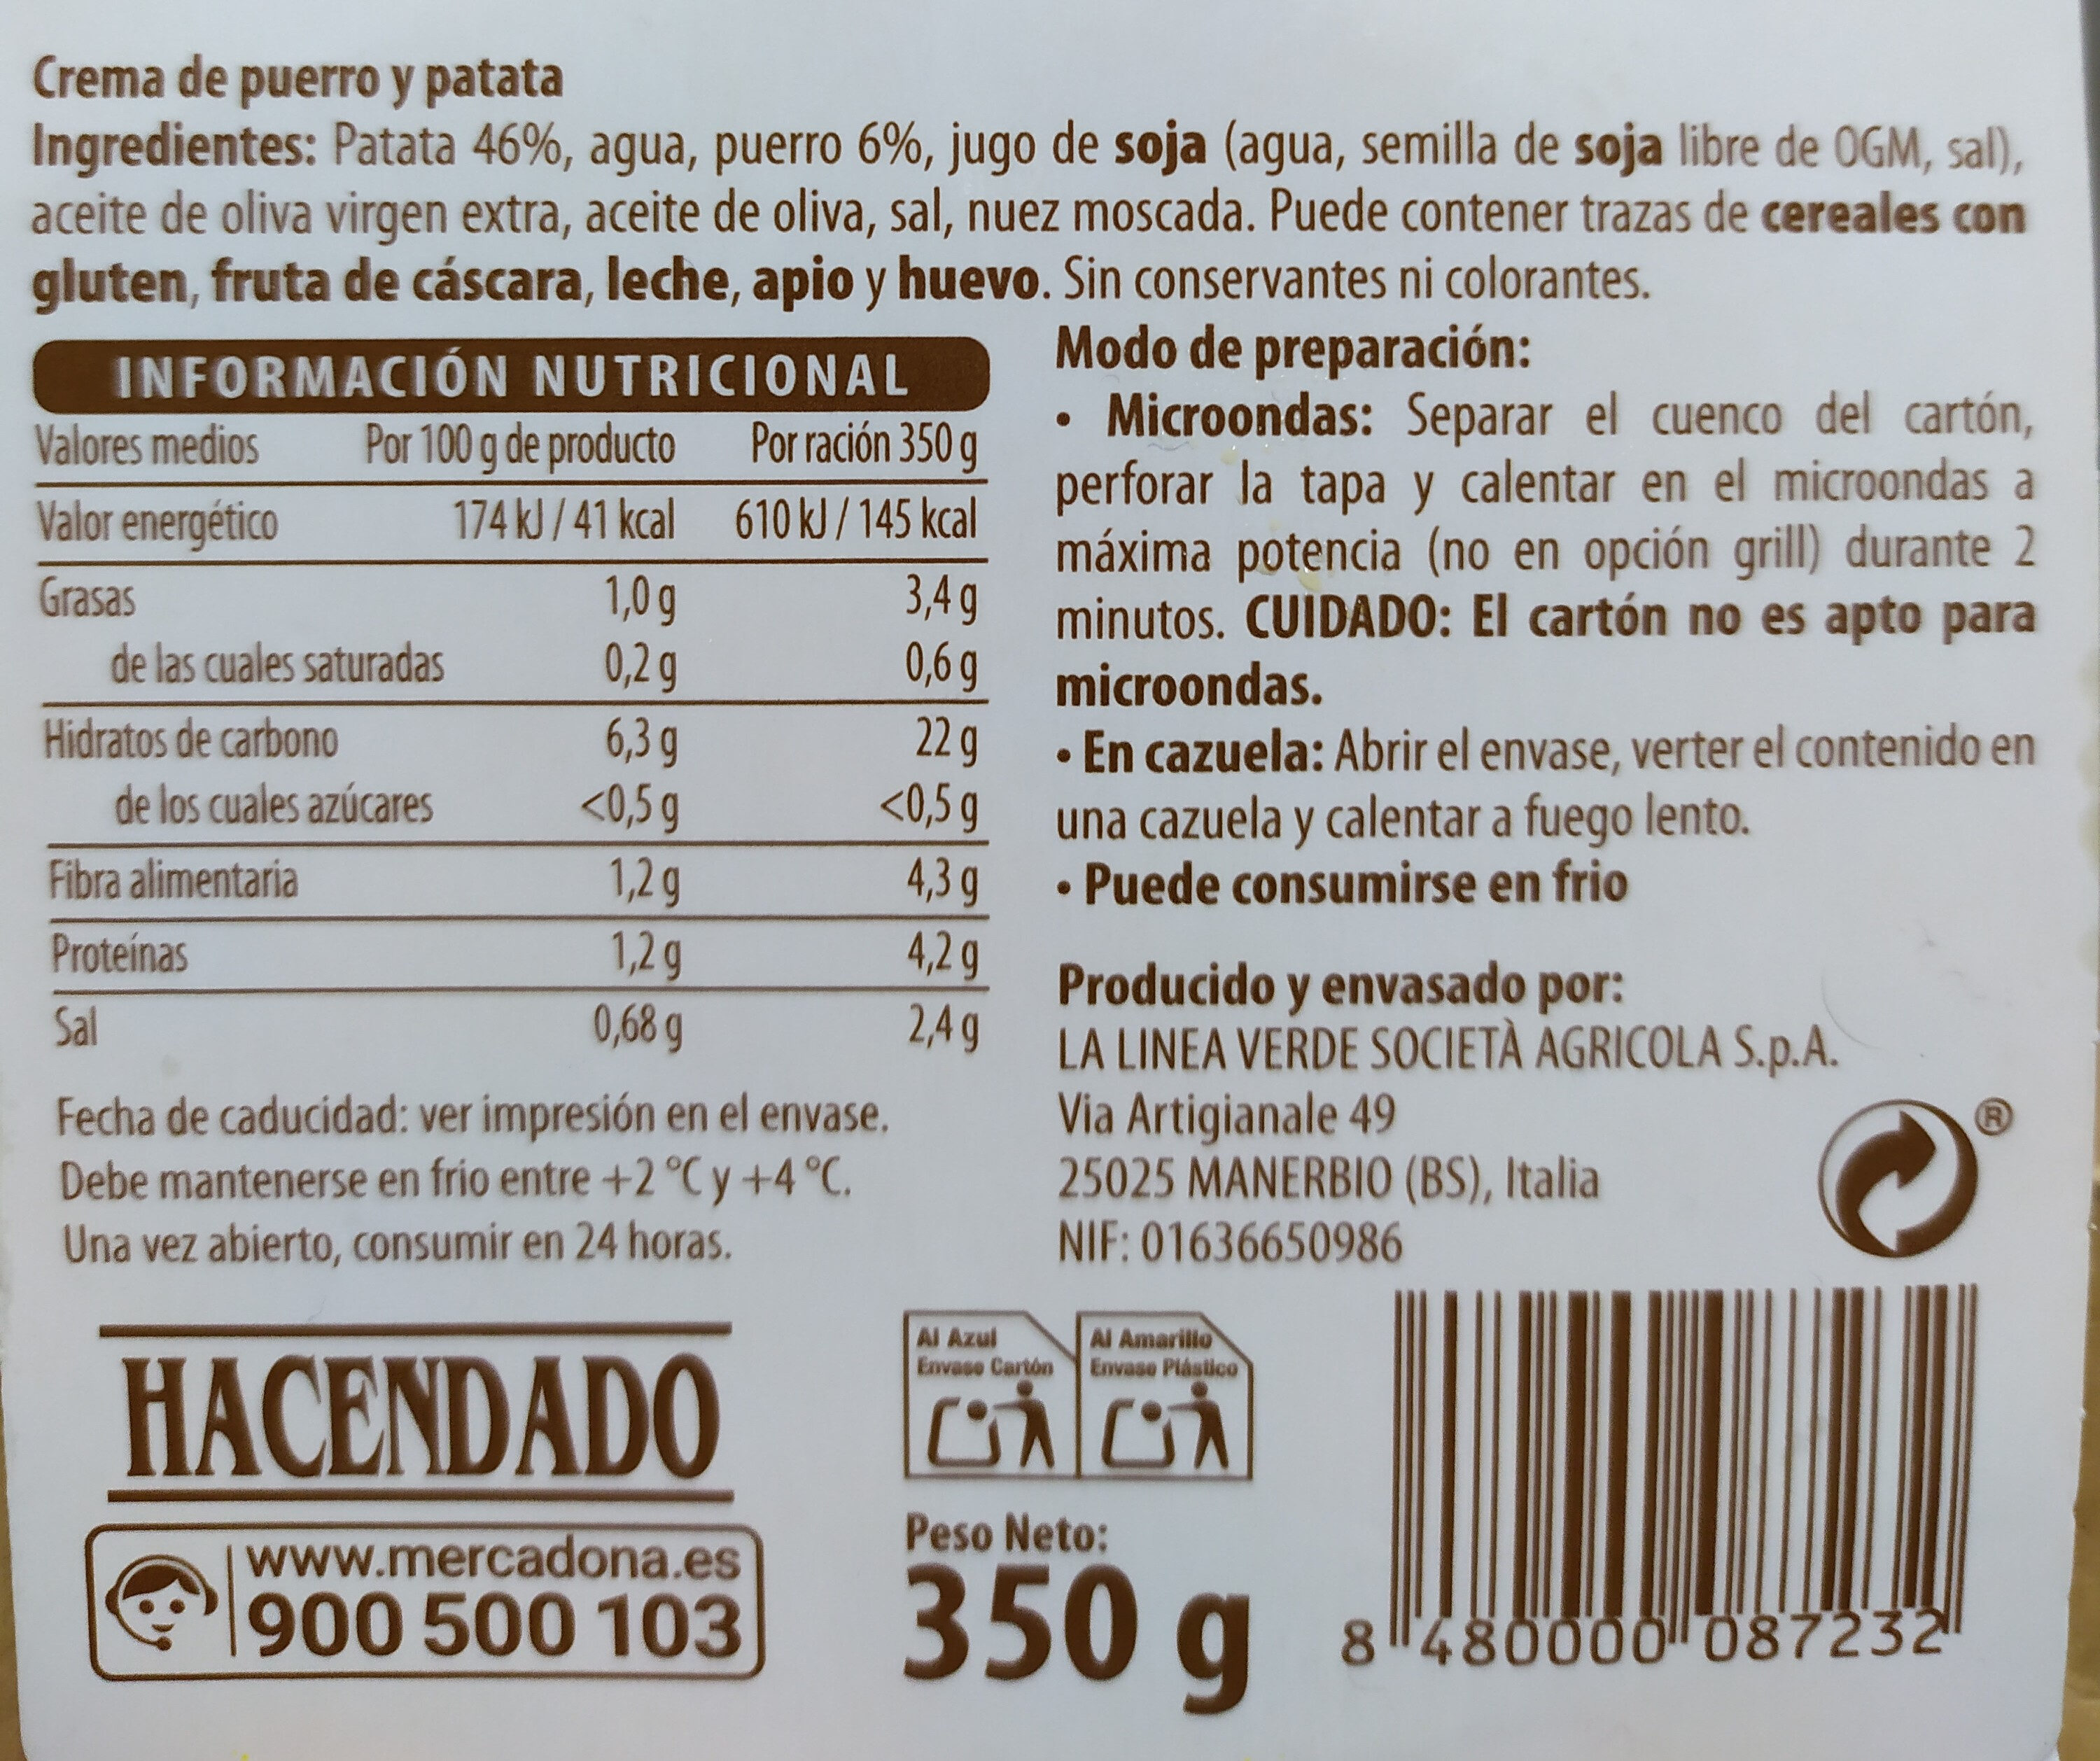 Crema de puerro y patata
Ingredientes: Patata 46%, agua, puerro 6%, jugo de soja (agua, semilla de soja libre de OGM, sal),
aceite de oliva virgen extra, aceite de oliva, sal, nuez moscada. Puede contener trazas de cereales con
gluten, fruta de cáscara, leche, apio y huevo. Sin conservantes ni colorantes.
INFORMACIÓN NUTRICIONAL
Valores medios Por 100 g de producto Por ración 350 g
Valor energético 174 kJ / 41 kcal 610 kJ / 145 kcal
Grasas 1,0 g 3,4 g
de las cuales saturadas 0,2 g 0,6 g
Hidratos de carbono 6,3 g 22 g
de los cuales azúcares <0,5 g <0,5 g
Fibra alimentaria 1,2 g 4,3 g
Proteínas 1,2 g 4,2 g
Sal 0,68 g 2,4 g
Fecha de caducidad: ver impresión en el envase.
Debe mantenerse en frio entre +2 °C y +4 °C.
Una vez abierto, consumir en 24 horas.
Modo de preparación:
• Microondas: Separar el cuenco del cartón,
perforar la tapa y calentar en el microondas a
máxima potencia (no en opción grill) durante 2
minutos. CUIDADO: El cartón no es apto para
microondas.
• En cazuela: Abrir el envase, verter el contenido en
una cazuela y calentar a fuego lento.
• Puede consumirse en frio
Producido y envasado por:
LA LINEA VERDE SOCIETÀ AGRICOLA S.p.A.
Via Artigianale 49
25025 MANERBIO (BS), Italia
NIF: 01636650986
®
HACENDADO
www.mercadona.es
900 500 103
Al Azul
Envase Cartón
Al Amarillo
Envase Plástico
Peso Neto:
350 g
8 480000 087232